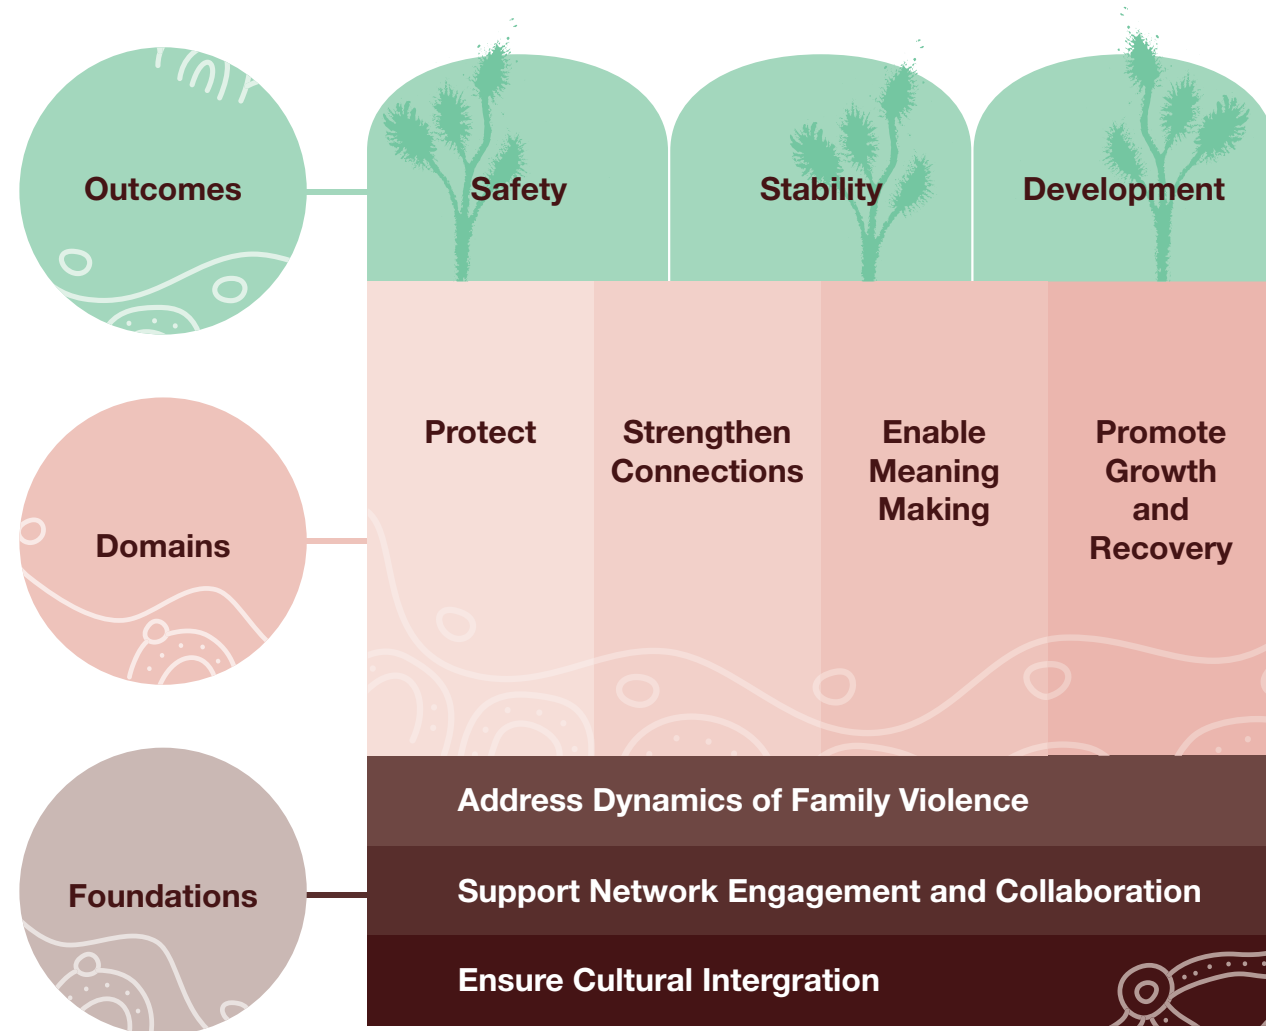 Outcomes
Safety
Stability
Development
Domains
Protect
Strengthen
Connections
Enable
Meaning
Making
Promote
Growth
and
Recovery
Foundations
Address Dynamics of Family Violence
Support Network Engagement and Collaboration
Ensure Cultural Intergration